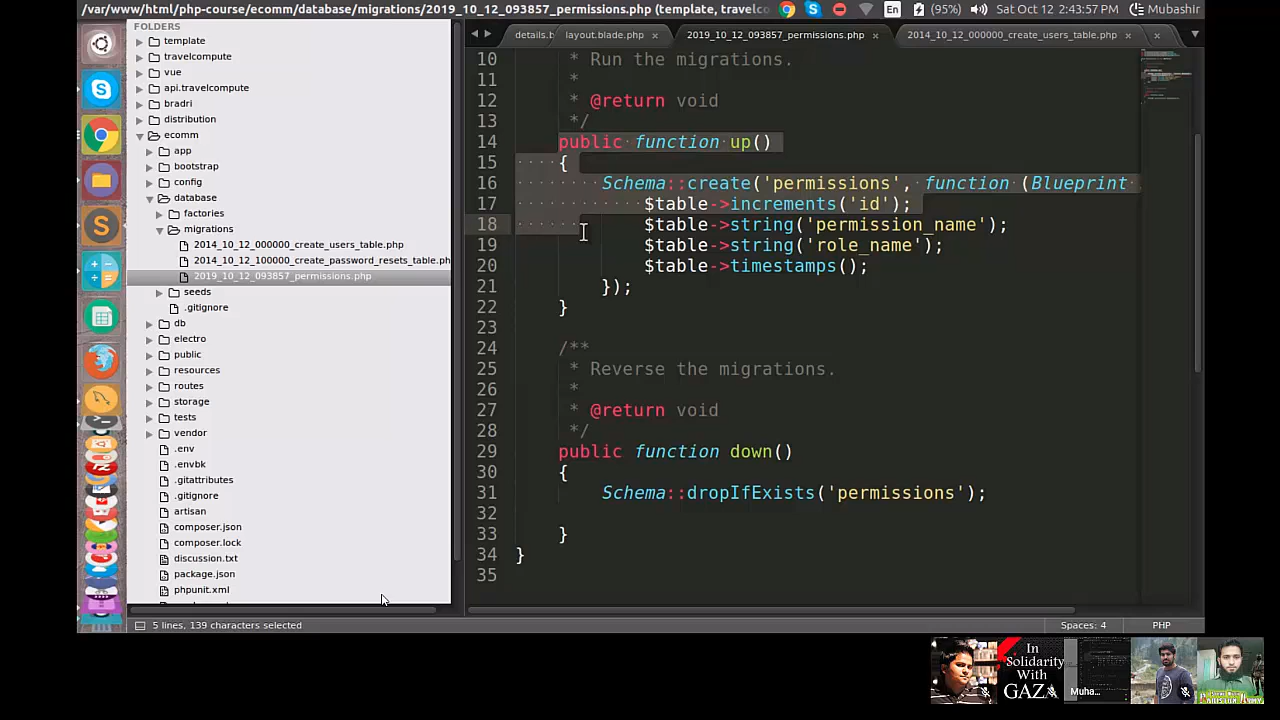 /var/www/html/php-course/ecomm/database/migrations/2019_10_12_093857_permissions.php (template, travelco
En
(95%)
Sat Oct 12 2:43:57 PM
Mubashir
FOLDERS
template
travelcompute
vue
api.travelcompute
bradri
distribution
ecomm
app
bootstrap
config
database
factories
migrations
2014_10_12_000000_create_users_table.php
2014_10_12_100000_create_password_resets_table.ph
2019_10_12_093857_permissions.php
seeds
.gitignore
db
electro
public
resources
routes
storage
tests
vendor
.env
.envbk
.gitattributes
.gitignore
artisan
composer.json
composer.lock
discussion.txt
package.json
phpunit.xml
details.b
layout.blade.php
2019_10_12_093857_permissions.php
2014_10_12_000000_create_users_table.php
10 * Run the migrations.
11 *
12 * @return void
13 */
14 public function up()
15 {
16 Schema::create('permissions', function (Blueprint
17 $table->increments('id');
18 $table->string('permission_name');
19 $table->string('role_name');
20 $table->timestamps();
21 });
22 }
23
24 /**
25 * Reverse the migrations.
26 *
27 * @return void
28 */
29 public function down()
30 {
31 Schema::dropIfExists('permissions');
32
33 }
34 }
35
5 lines, 139 characters selected
Spaces: 4
PHP
In
Solidarity
With
GAZA
Muha...